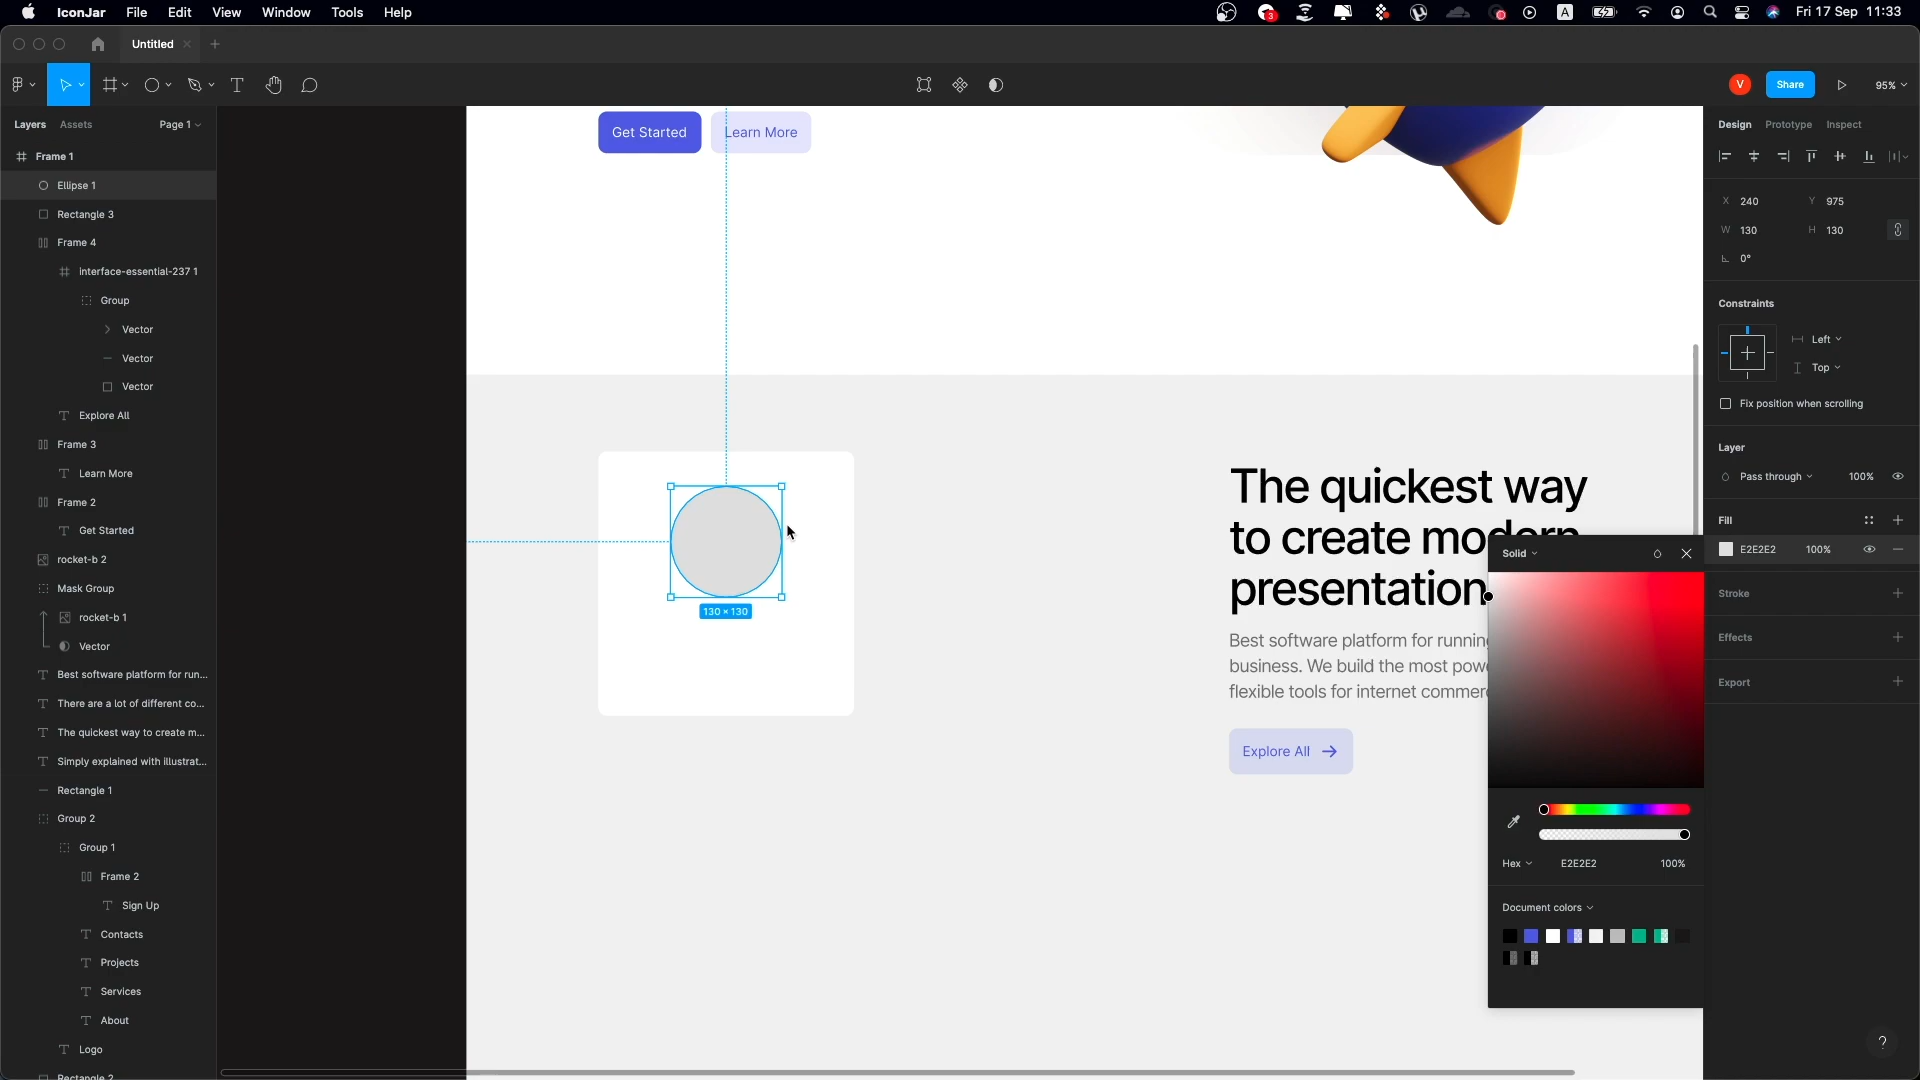 IconJar File Edit View Window Tools Help
3
A
Fri 17 Sep 11:33
Untitled
V
Share
95%
Layers Assets Page 1
Frame 1
Ellipse 1
Rectangle 3
Frame 4
interface-essential-237 1
Group
Vector
Vector
Vector
Explore All
Frame 3
Learn More
Frame 2
Get Started
rocket-b 2
Mask Group
rocket-b 1
Vector
Best software platform for run...
There are a lot of different co...
The quickest way to create m...
Simply explained with illustrat...
Rectangle 1
Group 2
Group 1
Frame 2
Sign Up
Contacts
Projects
Services
About
Logo
Rectangle 2
Get Started Learn More
130 × 130
The quickest way
to create modern
presentation
Best software platform for running
business. We build the most
flexible tools for internet
Explore All
Solid
Hex E2E2E2 100%
Document colors
Design Prototype Inspect
X 240 Y 975
W 130 H 130
0°
Constraints
Left
Top
Fix position when scrolling
Layer
Pass through 100%
Fill
E2E2E2 100%
Stroke
Effects
Export
?